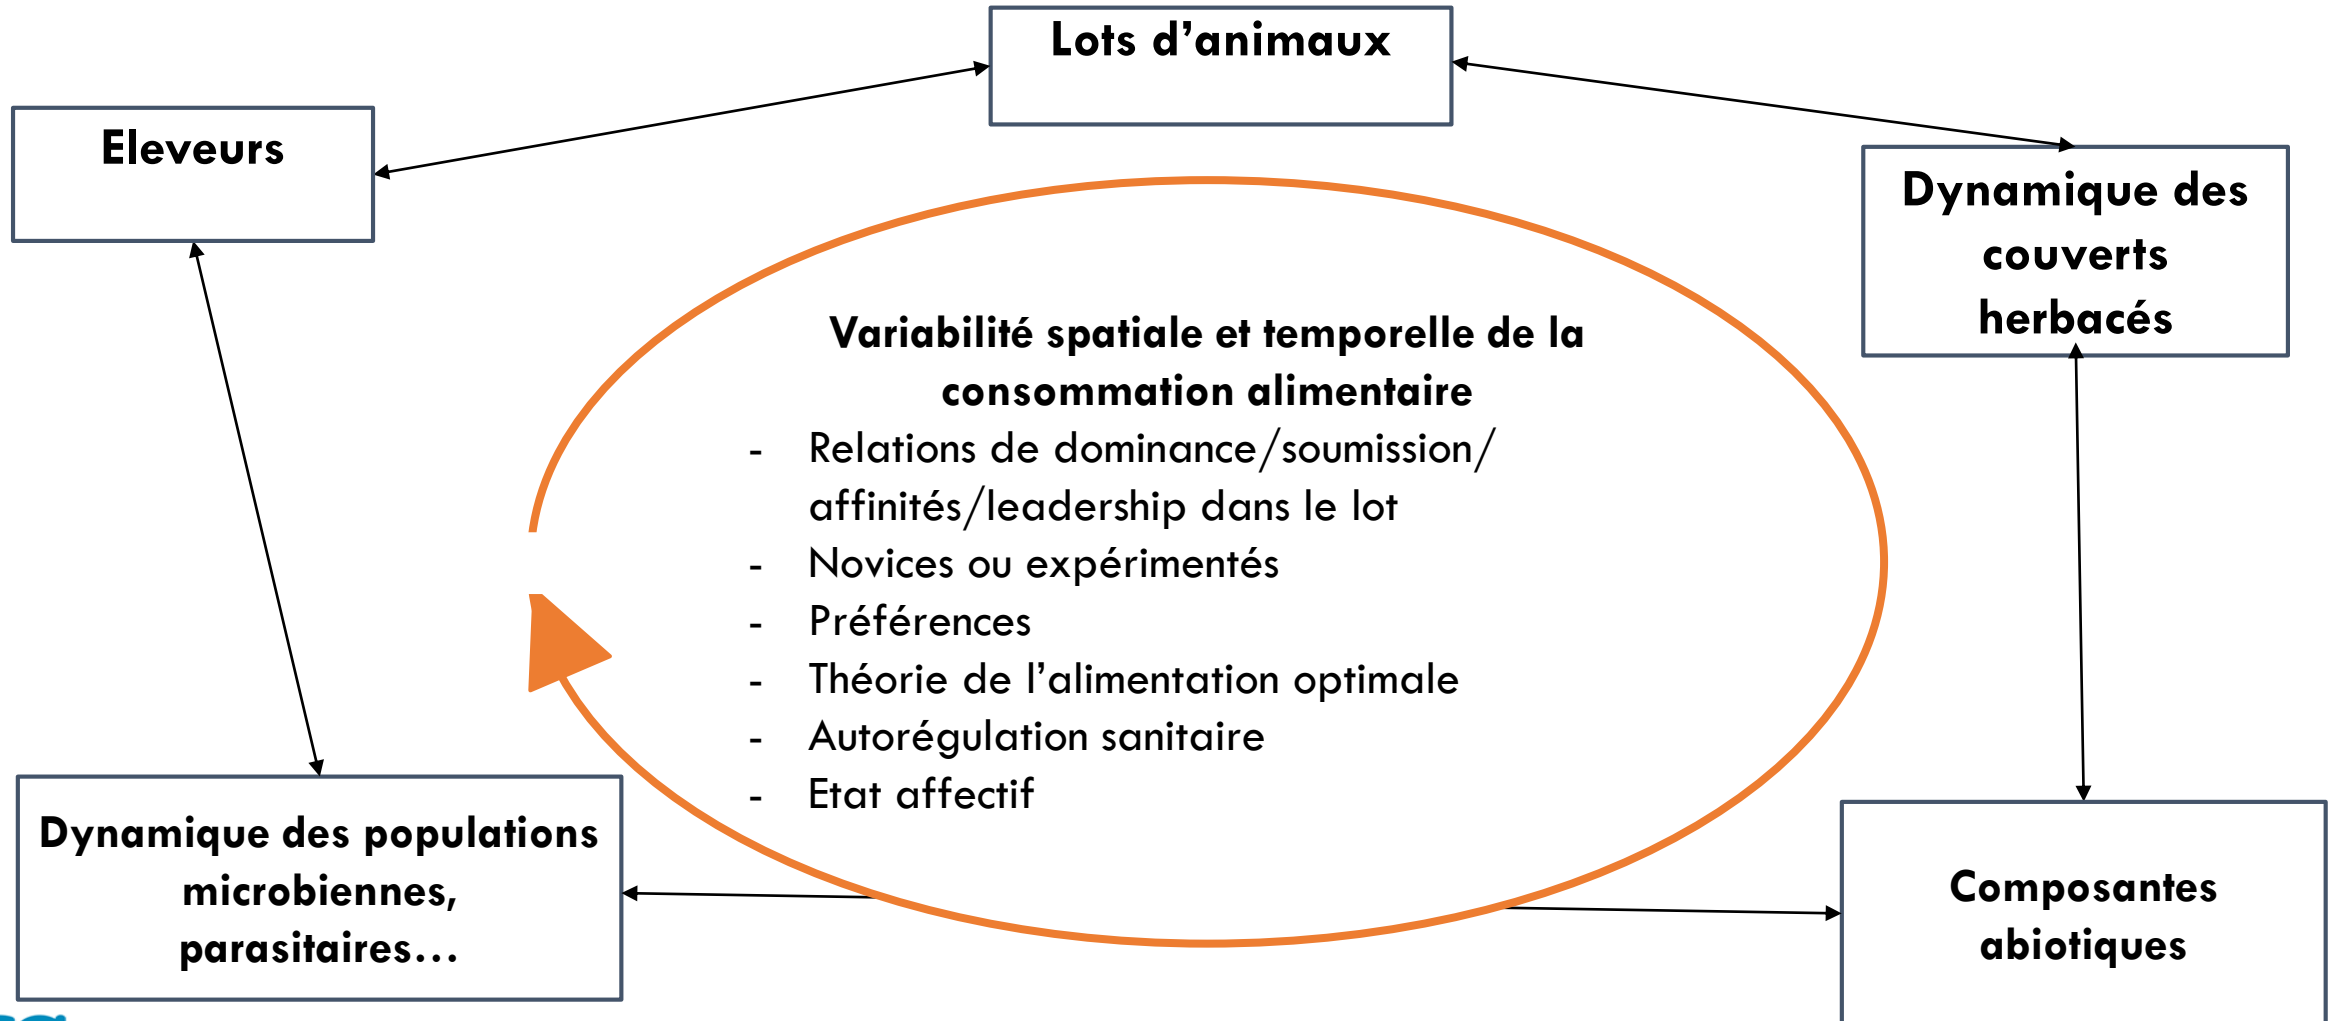 Lots d’animaux
Eleveurs
Dynamique des
couverts
herbacés
Variabilité spatiale et temporelle de la
consommation alimentaire
- Relations de dominance/soumission/
affinités/leadership dans le lot
- Novices ou expérimentés
- Préférences
- Théorie de l’alimentation optimale
- Autorégulation sanitaire
- Etat affectif
Dynamique des populations
microbiennes,
parasitaires…
Composantes
abiotiques